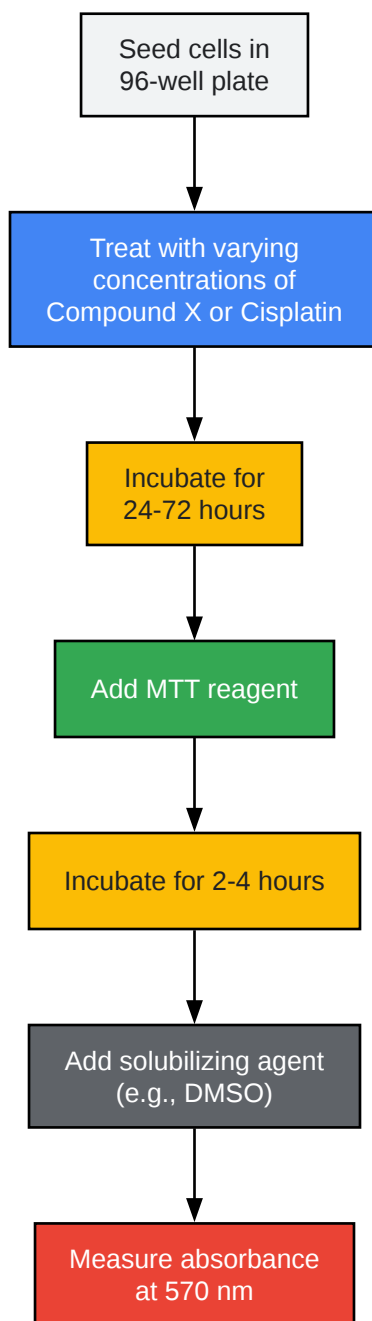 Seed cells in
96-well plate
Treat with varying
concentrations of
Compound X or Cisplatin
Incubate for
24-72 hours
Add MTT reagent
Incubate for 2-4 hours
Add solubilizing agent
(e.g., DMSO)
Measure absorbance
at 570 nm